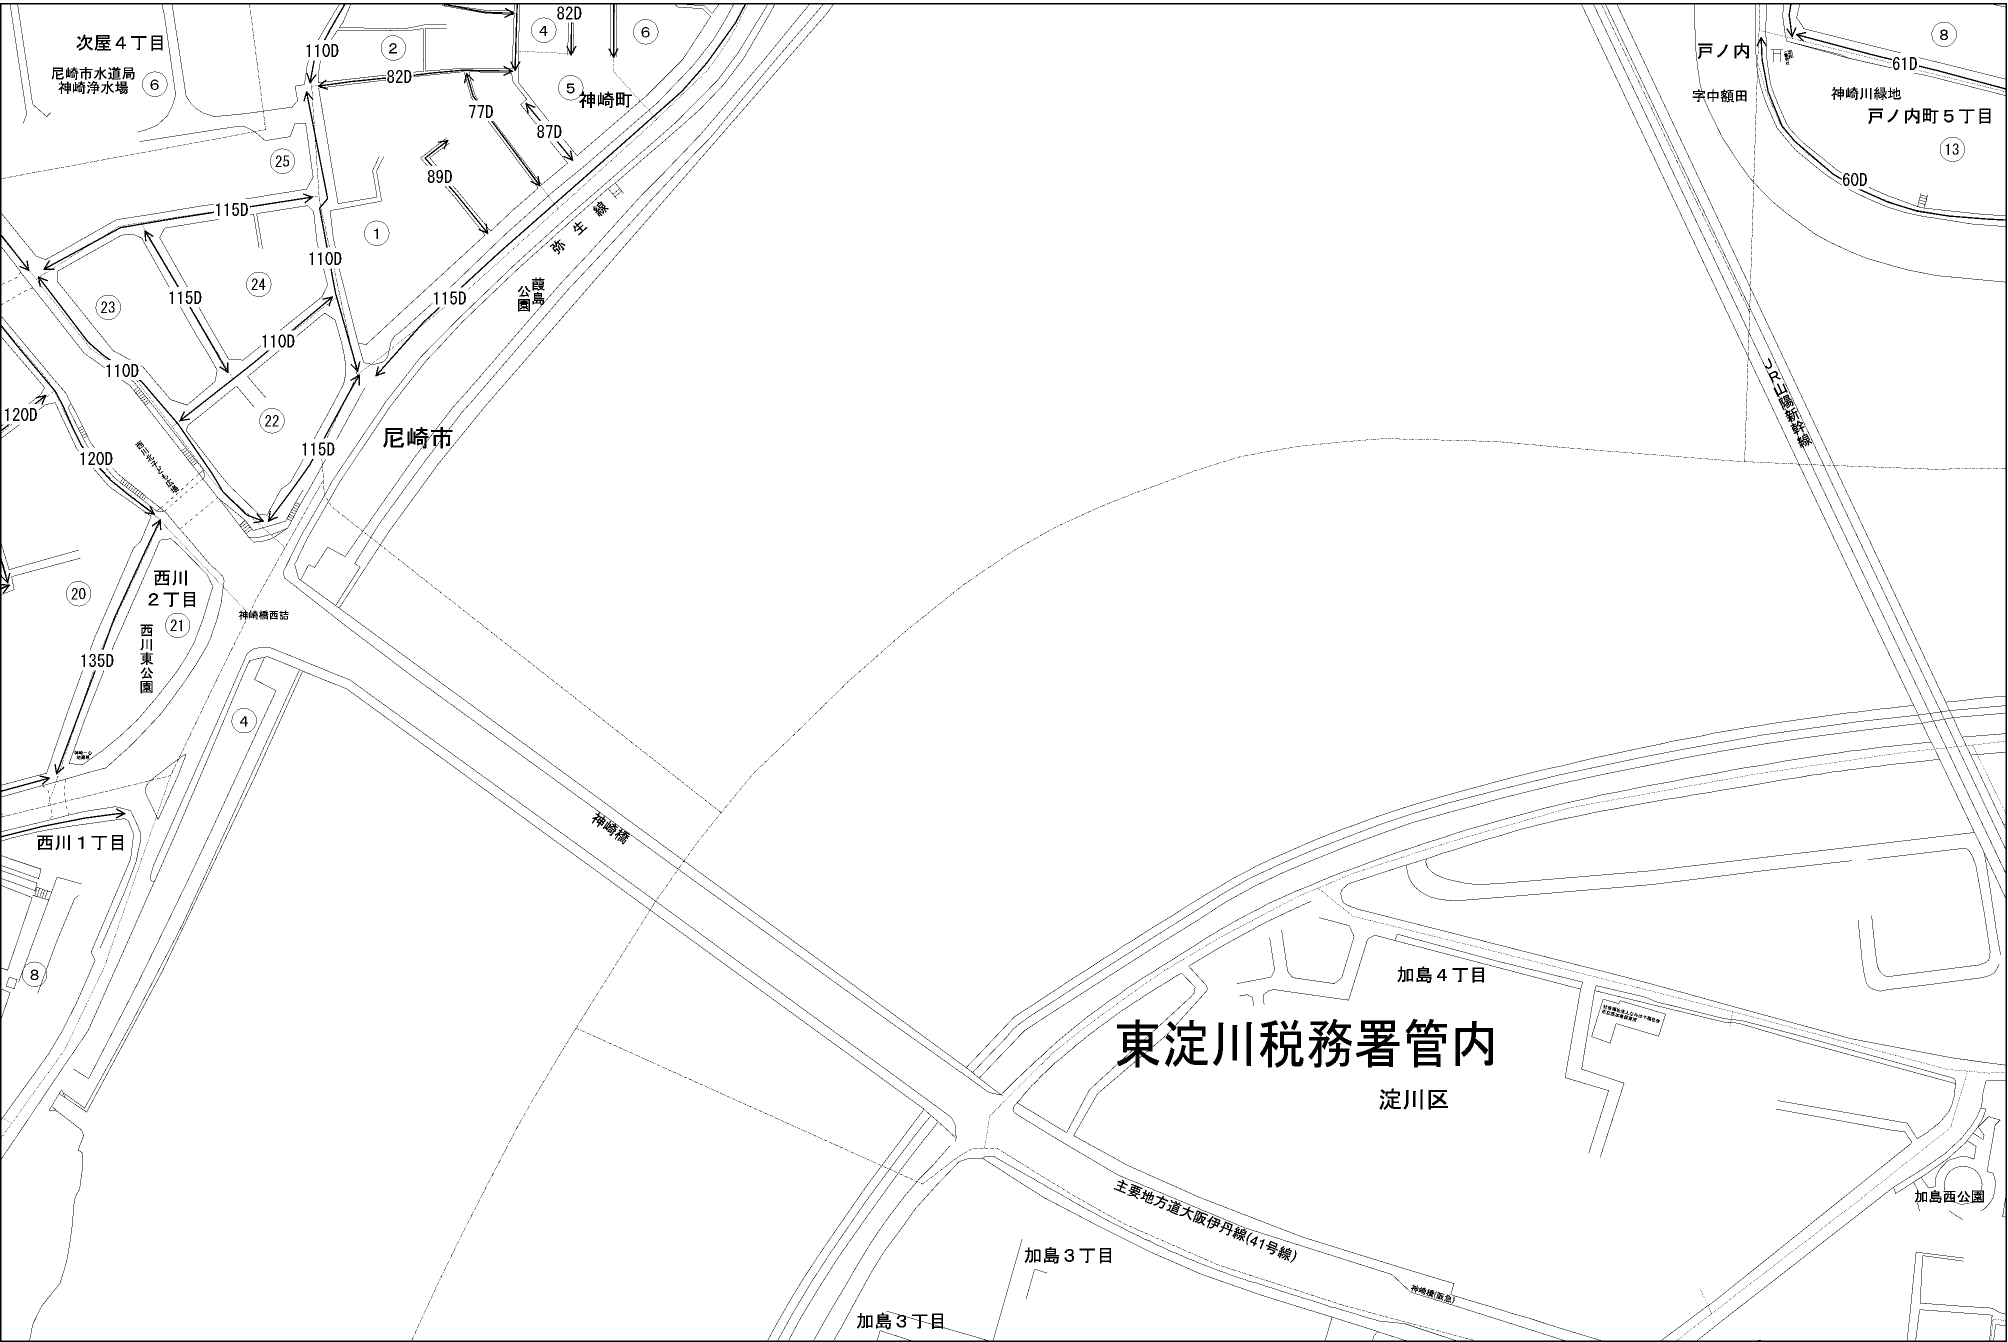 次屋４丁目
尼崎市水道局
神崎浄水場
6
110D
2
82D
4
6
82D
5
神崎町
77D
87D
25
89D
115D
1
110D
24
23
115D
115D
110D
110D
22
弥生線
葭島
公園
120D
120D
115D
尼崎市
20
西川
２丁目
21
西川東公園
神崎橋西詰
135D
4
西川１丁目
8
神崎橋
戸ノ内
8
61D
字中額田
神崎川緑地
戸ノ内町５丁目
13
60D
JR山陽新幹線
加島４丁目
東淀川税務署管内
淀川区
加島西公園
主要地方道大阪伊丹線(41号線)
神崎橋(阪急)
加島３丁目
加島３丁目